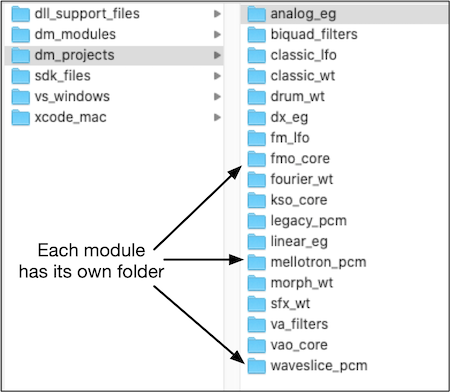 dll_support_files
dm_modules
dm_projects
sdk_files
vs_windows
xcode_mac
Each module
has its own folder
analog_eg
biquad_filters
classic_lfo
classic_wt
drum_wt
dx_eg
fm_lfo
fmo_core
fourier_wt
kso_core
legacy_pcm
linear_eg
mellotron_pcm
morph_wt
sfx_wt
va_filters
vao_core
waveslice_pcm